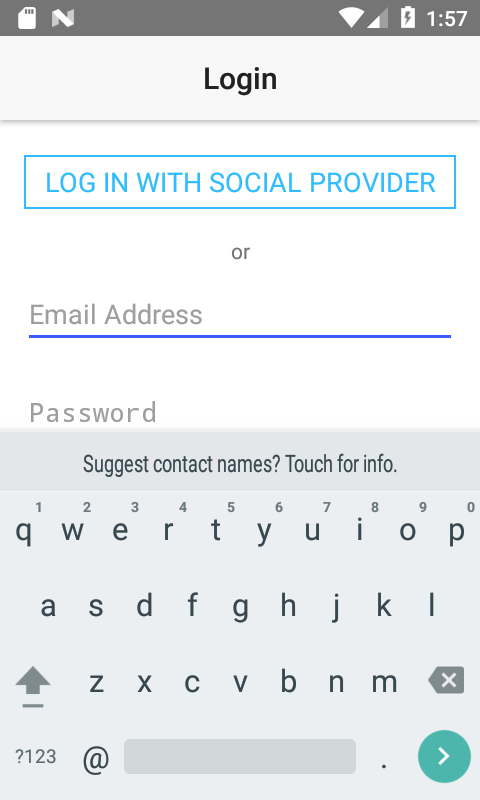 1:57
Login
LOG IN WITH SOCIAL PROVIDER
or
Email Address
Password
Suggest contact names? Touch for info.
1 2 3 4 5 6 7 8 9 0
q w e r t y u i o p
a s d f g h j k l
z x c v b n m
?123 @ .